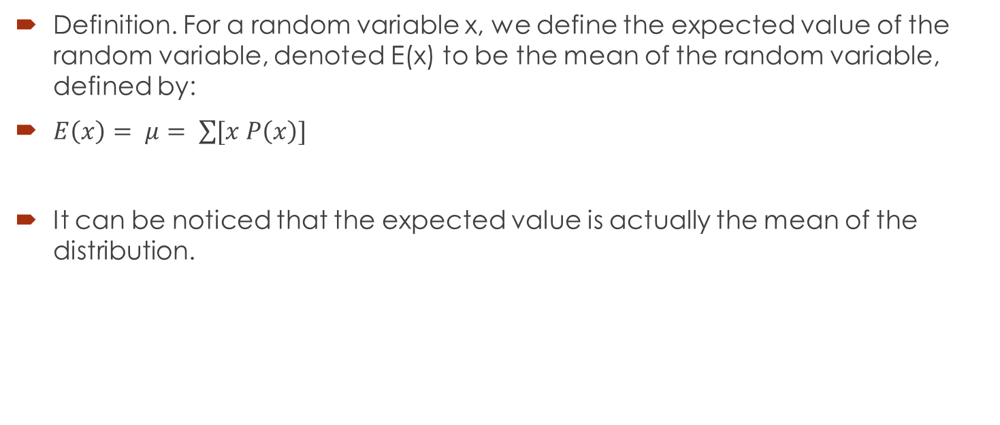 Definition. For a random variable x, we define the expected value of the
random variable, denoted E(x) to be the mean of the random variable,
defined by:
E(x) = μ = ∑[x P(x)]
It can be noticed that the expected value is actually the mean of the
distribution.